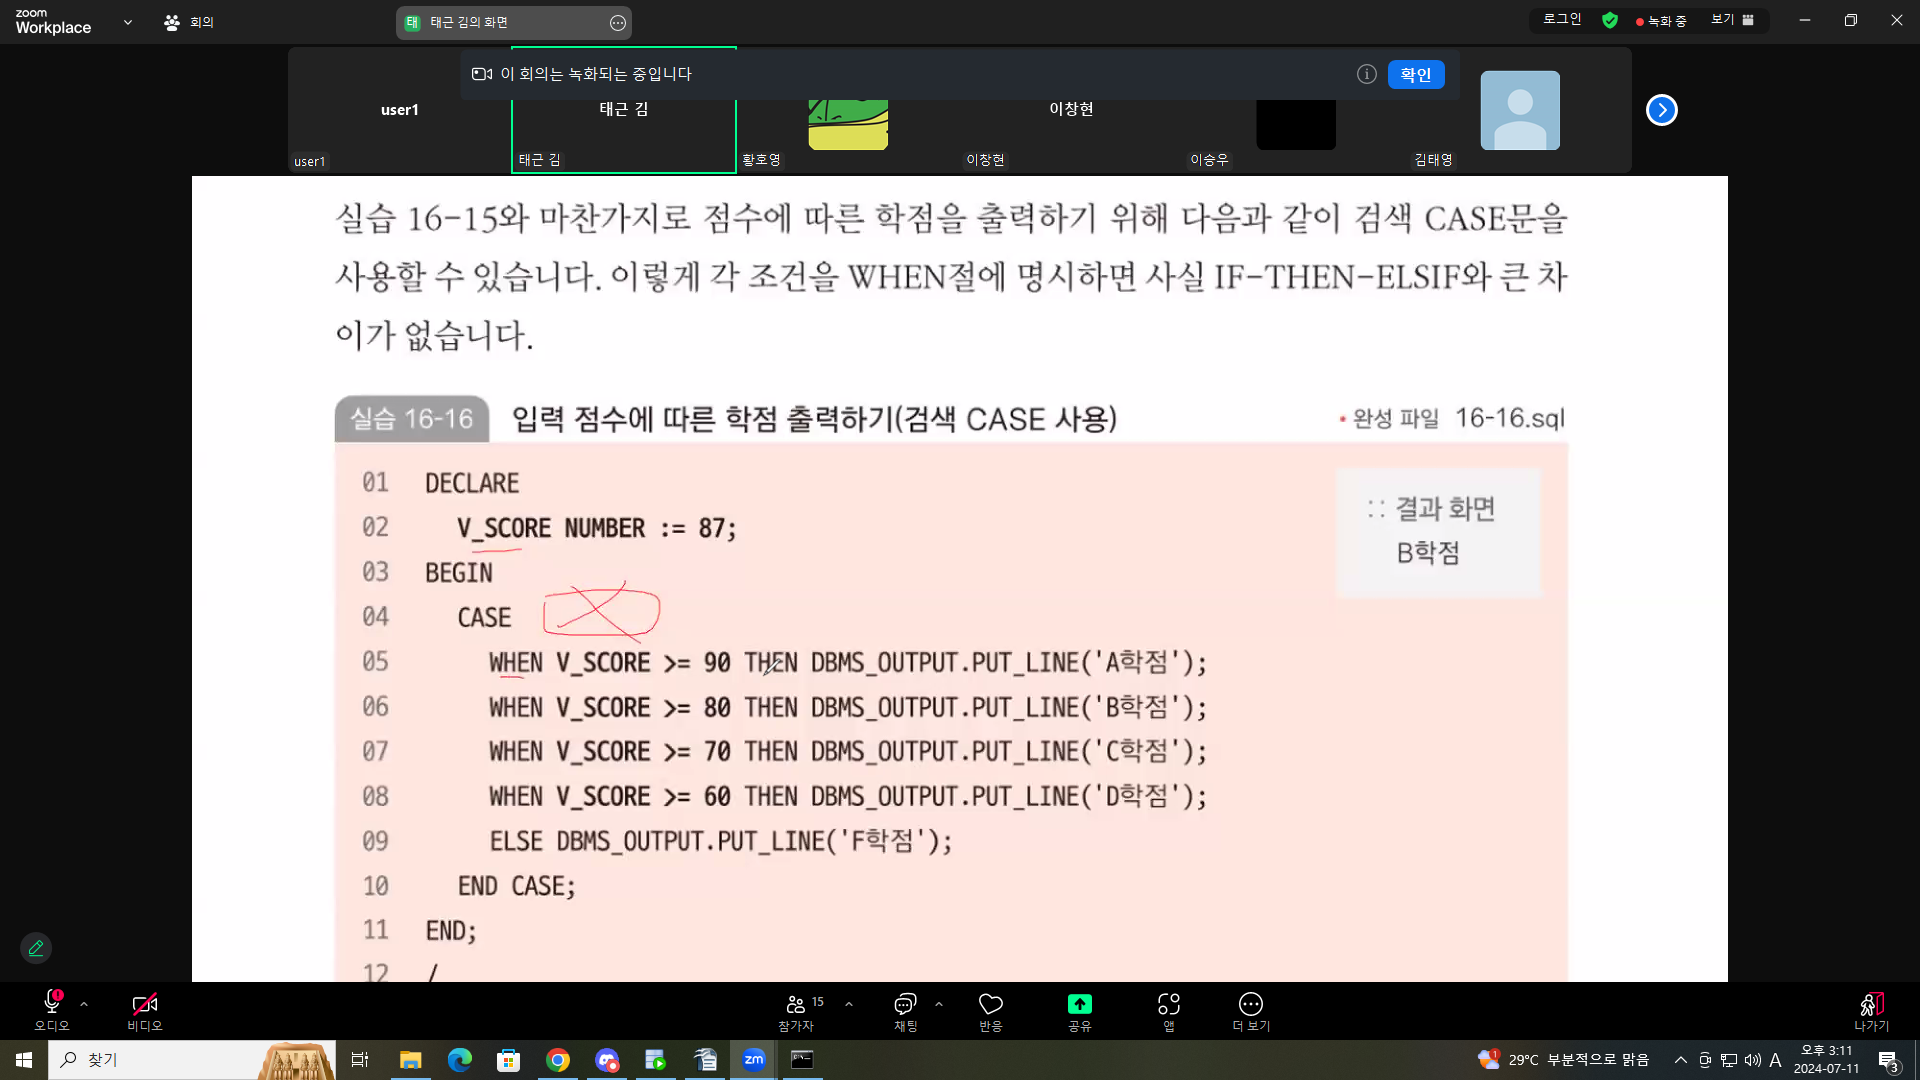 zoom
Workplace
회의
태 태근 김의 화면
로그인
녹화 중
보기
이 회의는 녹화되는 중입니다
확인
user1
태근 김
이창현
user1
태근 김
황호영
이창현
이승우
김태영
실습 16-15와 마찬가지로 점수에 따른 학점을 출력하기 위해 다음과 같이 검색 CASE문을
사용할 수 있습니다. 이렇게 각 조건을 WHEN절에 명시하면 사실 IF-THEN-ELSIF와 큰 차
이가 없습니다.
실습 16-16 입력 점수에 따른 학점 출력하기(검색 CASE 사용) • 완성 파일 16-16.sql
01 DECLARE
02 V_SCORE NUMBER := 87;
03 BEGIN
04 CASE
05 WHEN V_SCORE >= 90 THEN DBMS_OUTPUT.PUT_LINE('A학점');
06 WHEN V_SCORE >= 80 THEN DBMS_OUTPUT.PUT_LINE('B학점');
07 WHEN V_SCORE >= 70 THEN DBMS_OUTPUT.PUT_LINE('C학점');
08 WHEN V_SCORE >= 60 THEN DBMS_OUTPUT.PUT_LINE('D학점');
09 ELSE DBMS_OUTPUT.PUT_LINE('F학점');
10 END CASE;
11 END;
12 /
:: 결과 화면
B학점
오디오
비디오
참가자 15
채팅
반응
공유
앱
더 보기
나가기
찾기
zm
1
29°C 부분적으로 맑음
A
오후 3:11
2024-07-11
3